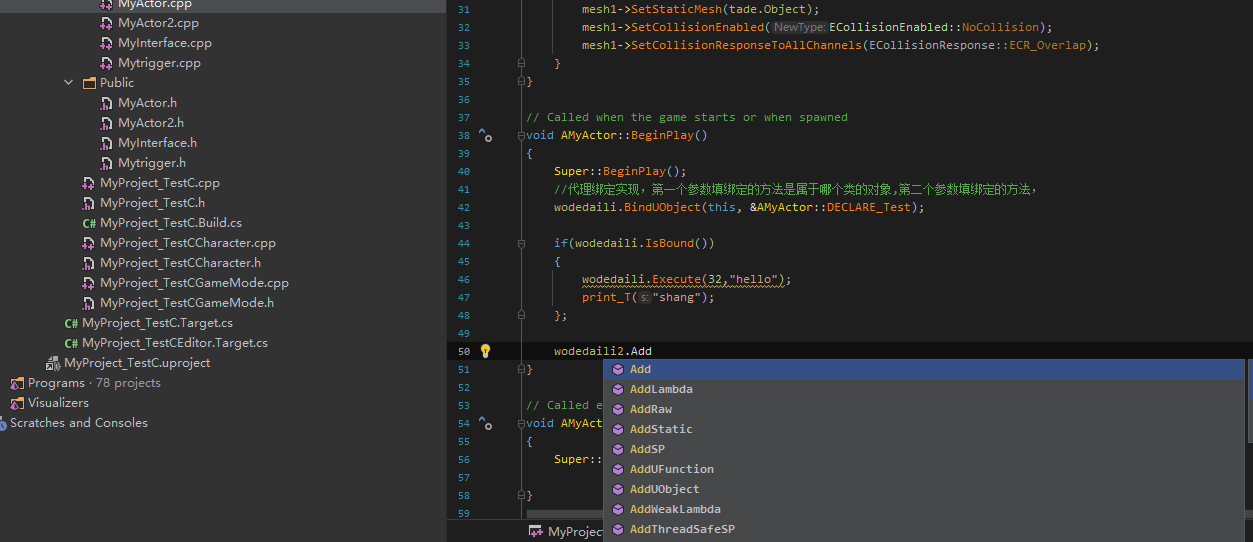 MyActor.cpp
MyActor2.cpp
MyInterface.cpp
Mytrigger.cpp
Public
MyActor.h
MyActor2.h
MyInterface.h
Mytrigger.h
MyProject_TestC.cpp
MyProject_TestC.h
C# MyProject_TestC.Build.cs
MyProject_TestCCharacter.cpp
MyProject_TestCCharacter.h
MyProject_TestCGameMode.cpp
MyProject_TestCGameMode.h
C# MyProject_TestC.Target.cs
C# MyProject_TestCEditor.Target.cs
MyProject_TestC.uproject
Programs · 78 projects
Visualizers
Scratches and Consoles
31 mesh1->SetStaticMesh(tade.Object);
32 mesh1->SetCollisionEnabled(NewType:ECollisionEnabled::NoCollision);
33 mesh1->SetCollisionResponseToAllChannels(ECollisionResponse::ECR_Overlap);
34 }
35 }
36
37 // Called when the game starts or when spawned
38 void AMyActor::BeginPlay()
39 {
40 Super::BeginPlay();
41 //代理绑定实现，第一个参数填绑定的方法是属于哪个类的对象,第二个参数填绑定的方法，
42 wodedaili.BindUObject(this, &AMyActor::DECLARE_Test);
43
44 if(wodedaili.IsBound())
45 {
46 wodedaili.Execute(32,"hello");
47 print_T(s:"shang");
48 };
49
50 wodedaili2.Add
51 }
52
53 // Called e
54 void AMyAct
55 {
56 Super::
57
58 }
59
Add
AddLambda
AddRaw
AddStatic
AddSP
AddUFunction
AddUObject
AddWeakLambda
AddThreadSafeSP
MyProjec